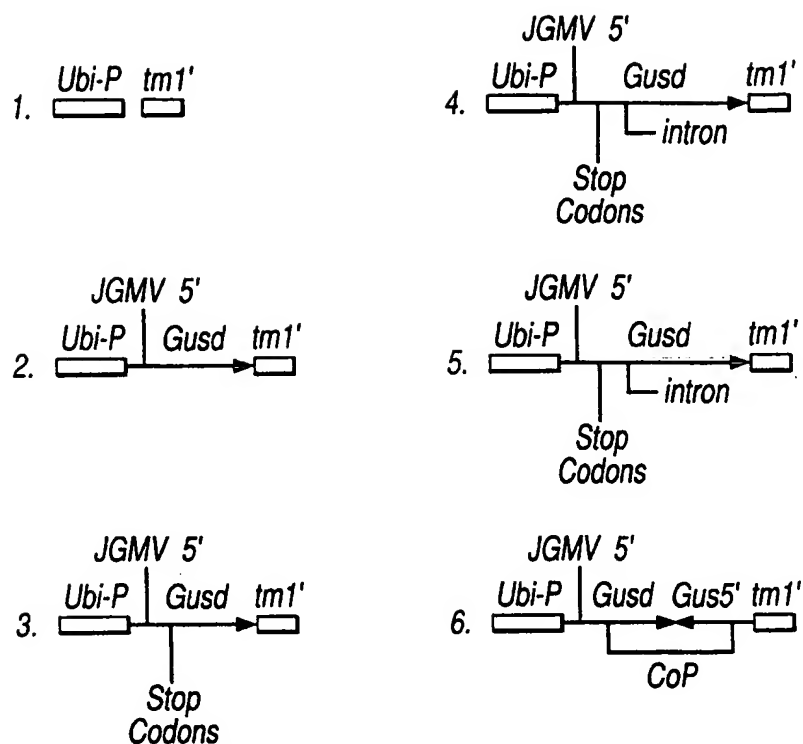 1. Ubi-P tm1'
2. JGMV 5'
Ubi-P Gusd tm1'
3. JGMV 5'
Ubi-P Gusd tm1'
Stop
Codons
4. JGMV 5'
Ubi-P Gusd tm1'
intron
Stop
Codons
5. JGMV 5'
Ubi-P Gusd tm1'
intron
Stop
Codons
6. JGMV 5'
Ubi-P Gusd Gus5' tm1'
CoP